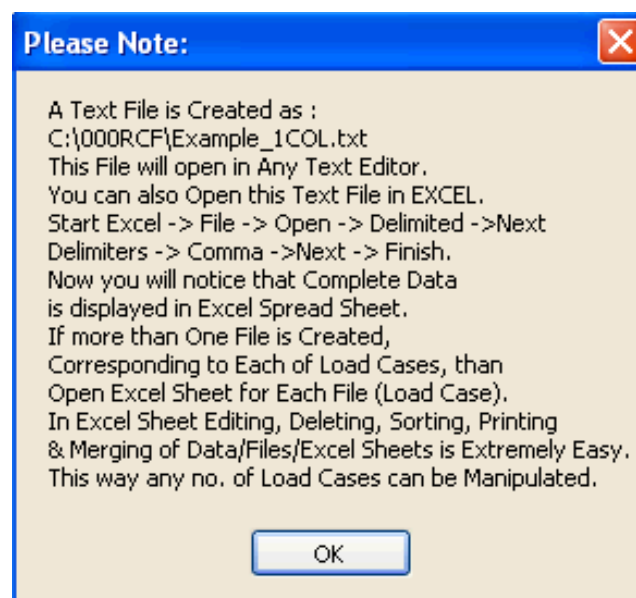 Please Note:
A Text File is Created as :
C:\000RCF\Example_1COL.txt
This File will open in Any Text Editor.
You can also Open this Text File in EXCEL.
Start Excel -> File -> Open -> Delimited ->Next
Delimiters -> Comma ->Next -> Finish.
Now you will notice that Complete Data
is displayed in Excel Spread Sheet.
If more than One File is Created,
Corresponding to Each of Load Cases, than
Open Excel Sheet for Each File (Load Case).
In Excel Sheet Editing, Deleting, Sorting, Printing
& Merging of Data/Files/Excel Sheets is Extremely Easy.
This way any no. of Load Cases can be Manipulated.
OK